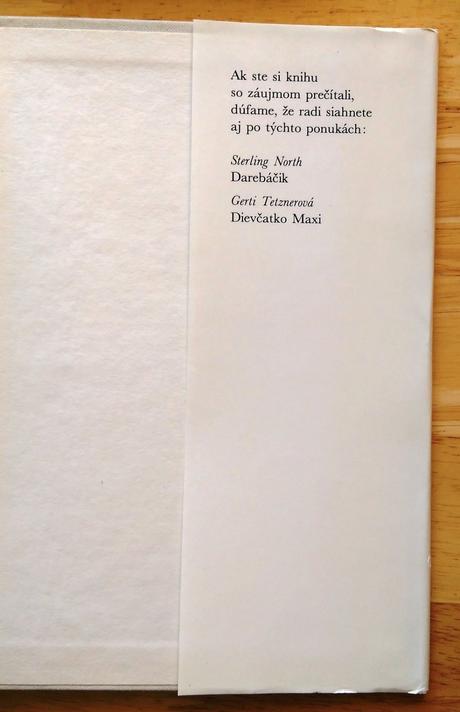 Ak ste si knihu
so záujmom prečítali,
dúfame, že radi siahnete
aj po týchto ponukách:
Sterling North
Darebáčik
Gerti Tetznerová
Dievčatko Maxi